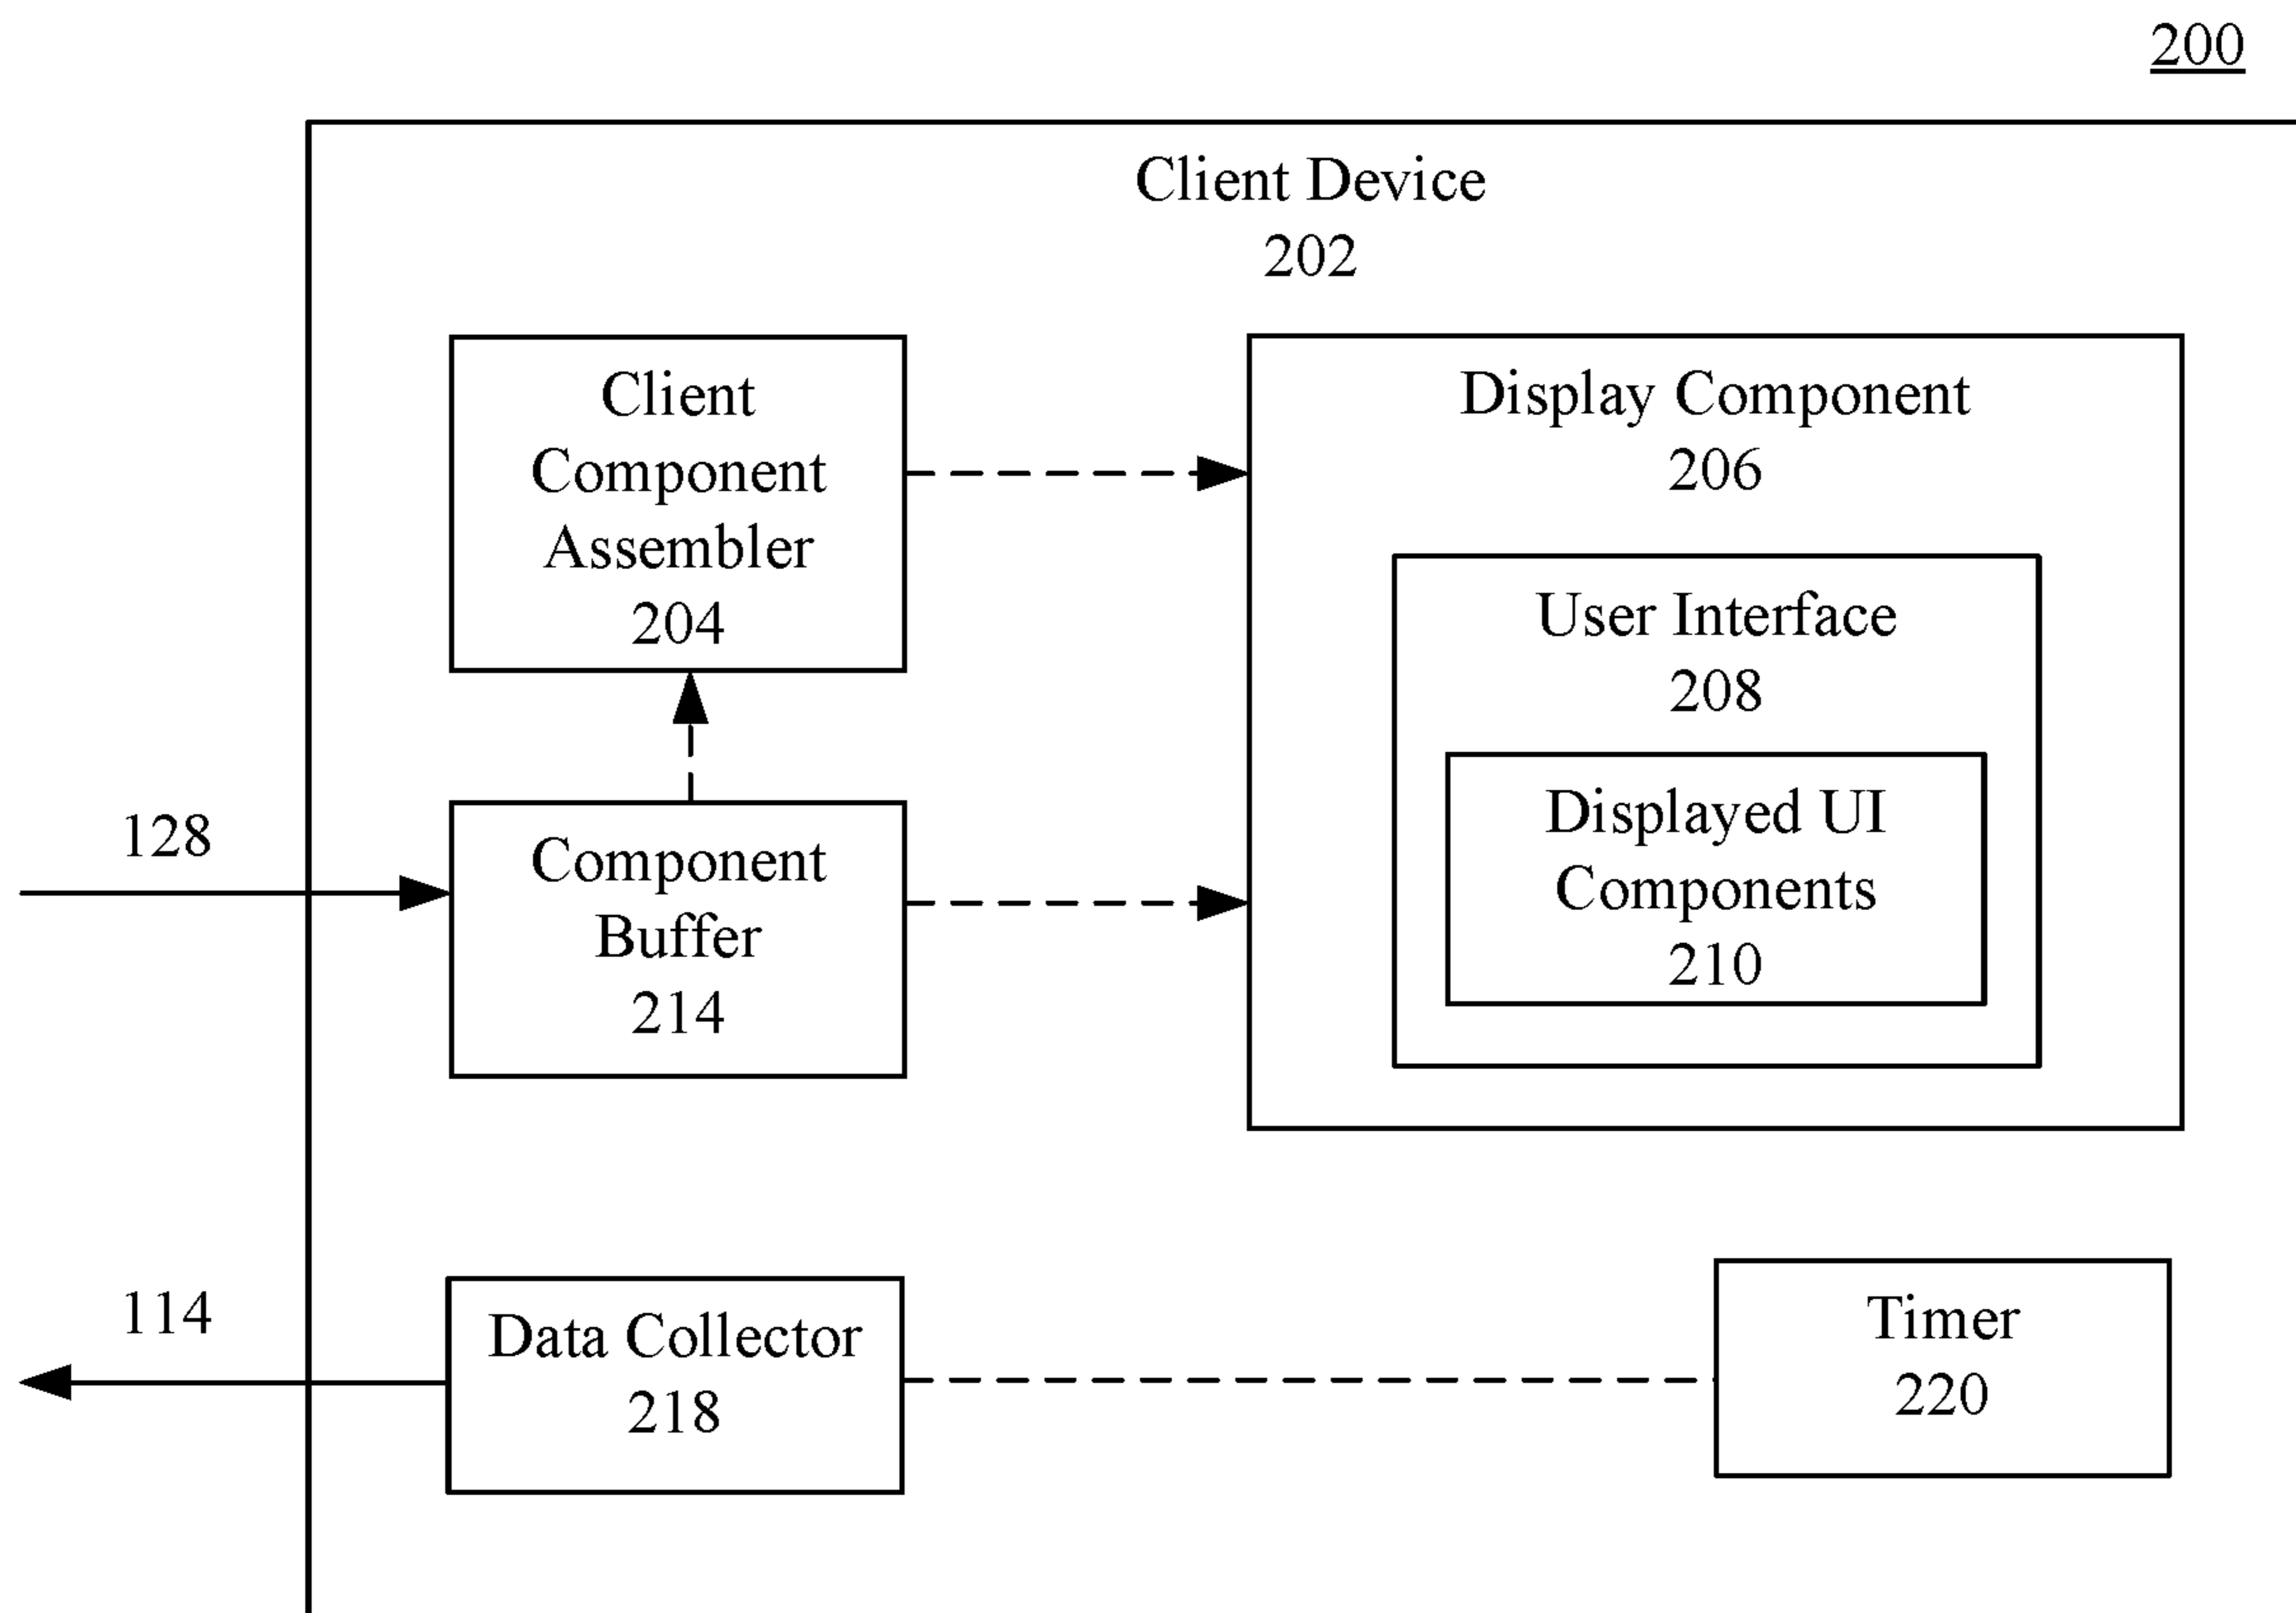 200
Client Device
202
Client
Component
Assembler
204
Display Component
206
User Interface
208
Displayed UI
Components
210
128
Component
Buffer
214
114
Data Collector
218
Timer
220